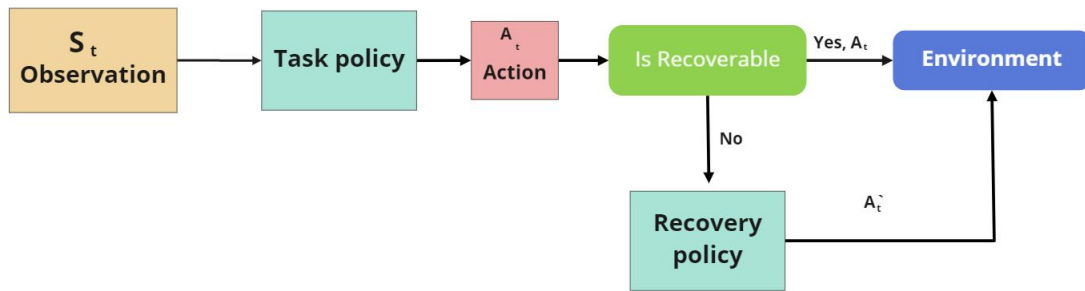 S t
Observation
Task policy
A t
Action
Is Recoverable
Yes, A t
Environment
No
Recovery
policy
A t `